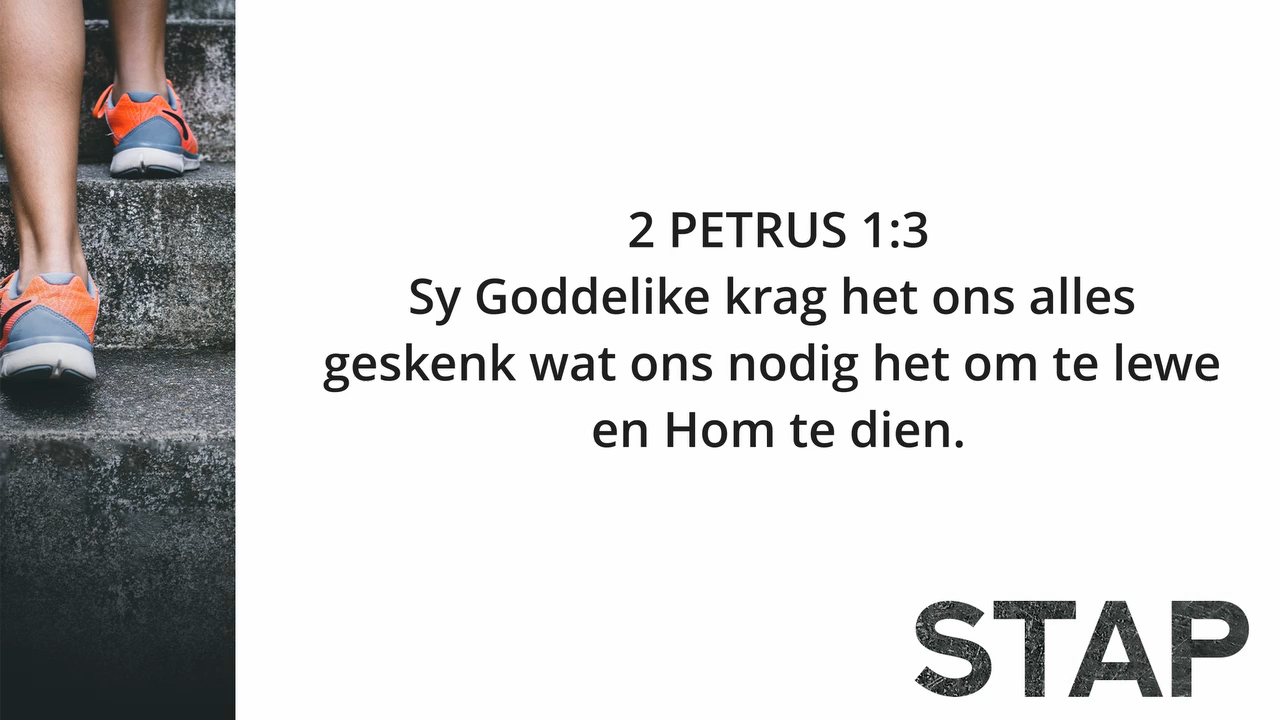 2 PETRUS 1:3
Sy Goddelike krag het ons alles
geskenk wat ons nodig het om te lewe
en Hom te dien.
STAP